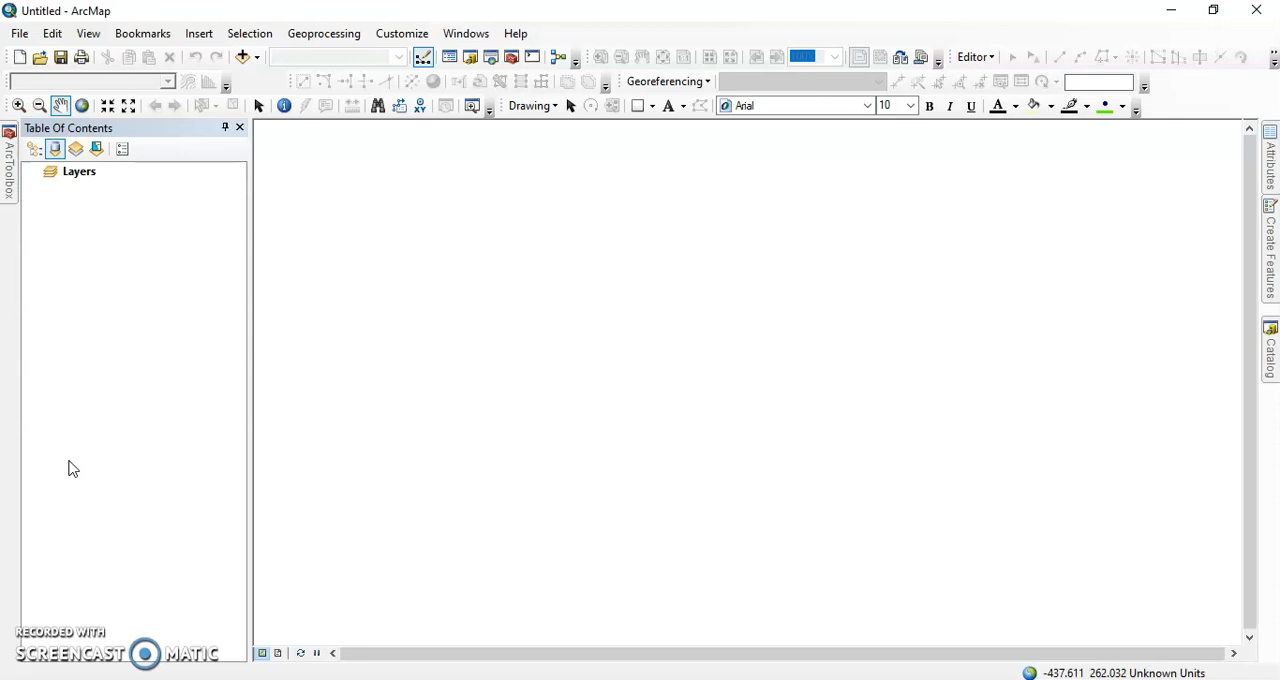 Untitled - ArcMap
File Edit View Bookmarks Insert Selection Geoprocessing Customize Windows Help
Editor
Georeferencing
Drawing Arial 10 B I U A
Table Of Contents
Layers
ArcToolbox
Attributes
Create Features
Catalog
RECORDED WITH
SCREENCAST MATIC
-437.611 262.032 Unknown Units